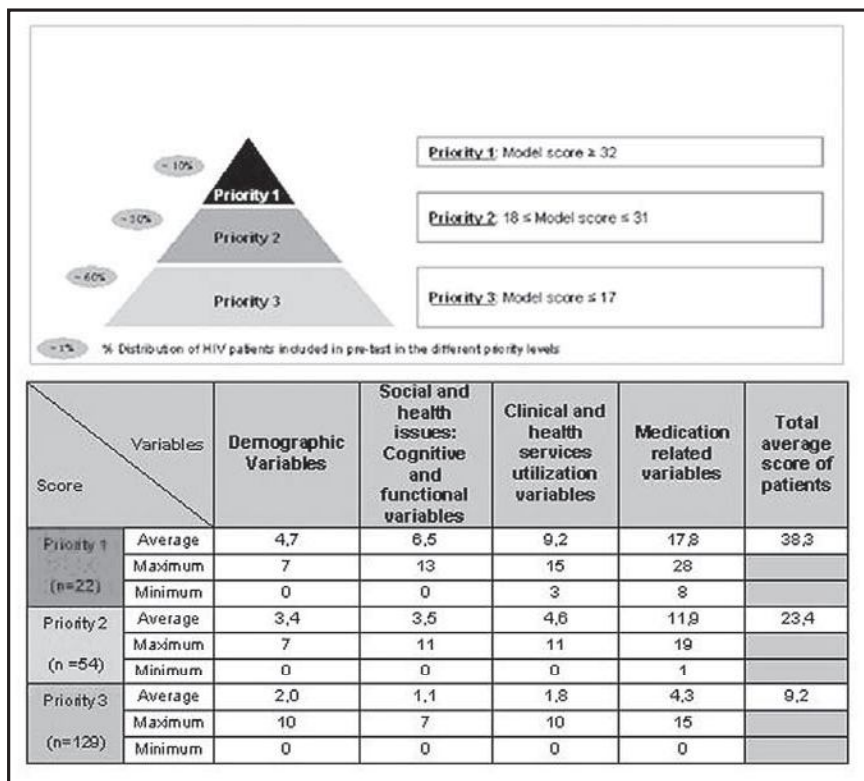 ~ 10%
Priority 1
~ 30%
Priority 2
~ 60%
Priority 3
Priority 1: Model score ≥ 32
Priority 2: 18 ≤ Model score ≤ 31
Priority 3: Model score ≤ 17
% Distribution of HIV patients included in pre-test in the different priority levels
Variables
Score
Demographic
Variables
Social and
health
issues:
Cognitive
and
functional
variables
Clinical and
health
services
utilization
variables
Medication
related
variables
Total
average
score of
patients
Priority 1
(n=22)
Average 4,7 6,5 9,2 17,8 38,3
Maximum 7 13 15 28
Minimum 0 0 3 8
Priority 2
(n =54)
Average 3,4 3,5 4,6 11,9 23,4
Maximum 7 11 11 19
Minimum 0 0 0 1
Priority 3
(n=129)
Average 2,0 1,1 1,8 4,3 9,2
Maximum 10 7 10 15
Minimum 0 0 0 0